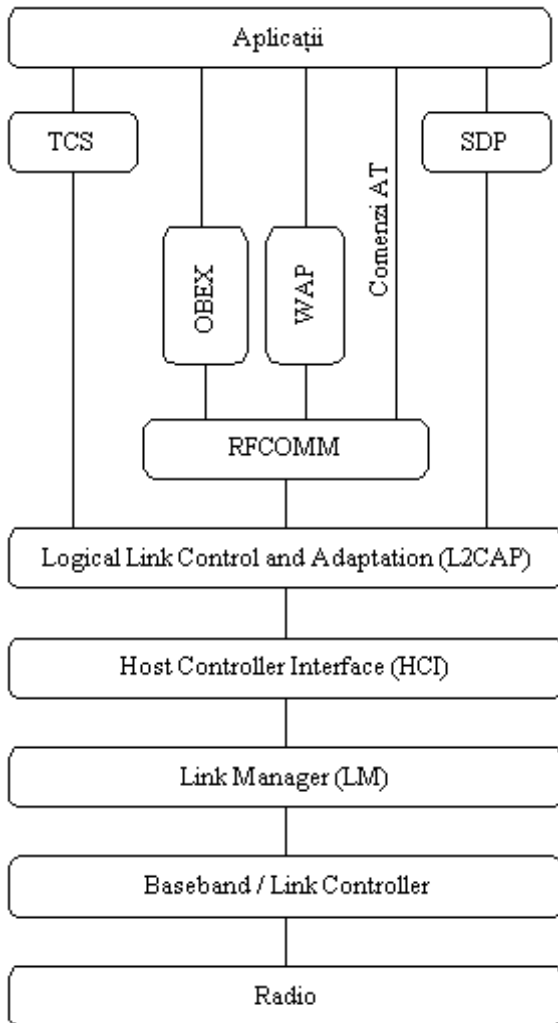 Aplicații
TCS
SDP
OBEX
WAP
Comenzi AT
RFCOMM
Logical Link Control and Adaptation (L2CAP)
Host Controller Interface (HCI)
Link Manager (LM)
Baseband / Link Controller
Radio